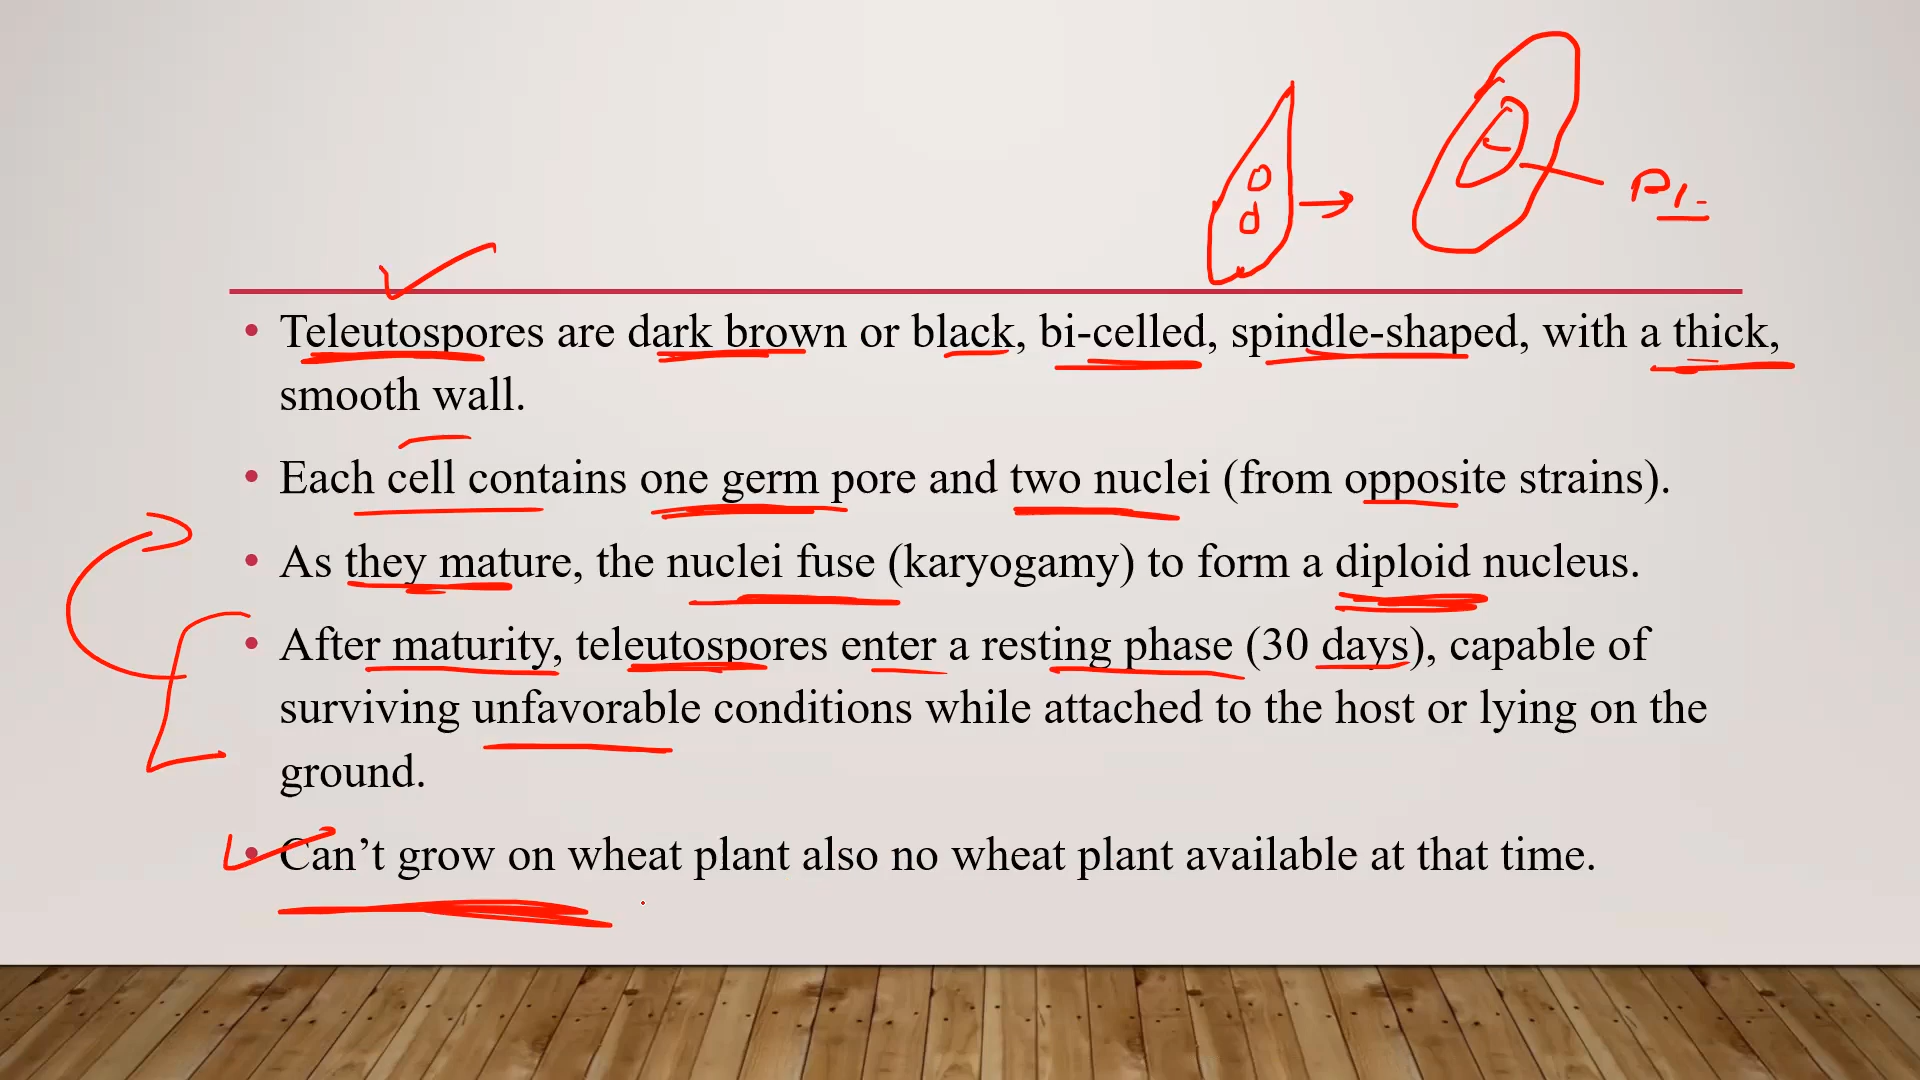 • Teleutospores are dark brown or black, bi-celled, spindle-shaped, with a thick,
smooth wall.
• Each cell contains one germ pore and two nuclei (from opposite strains).
• As they mature, the nuclei fuse (karyogamy) to form a diploid nucleus.
• After maturity, teleutospores enter a resting phase (30 days), capable of
surviving unfavorable conditions while attached to the host or lying on the
ground.
• Can’t grow on wheat plant also no wheat plant available at that time.